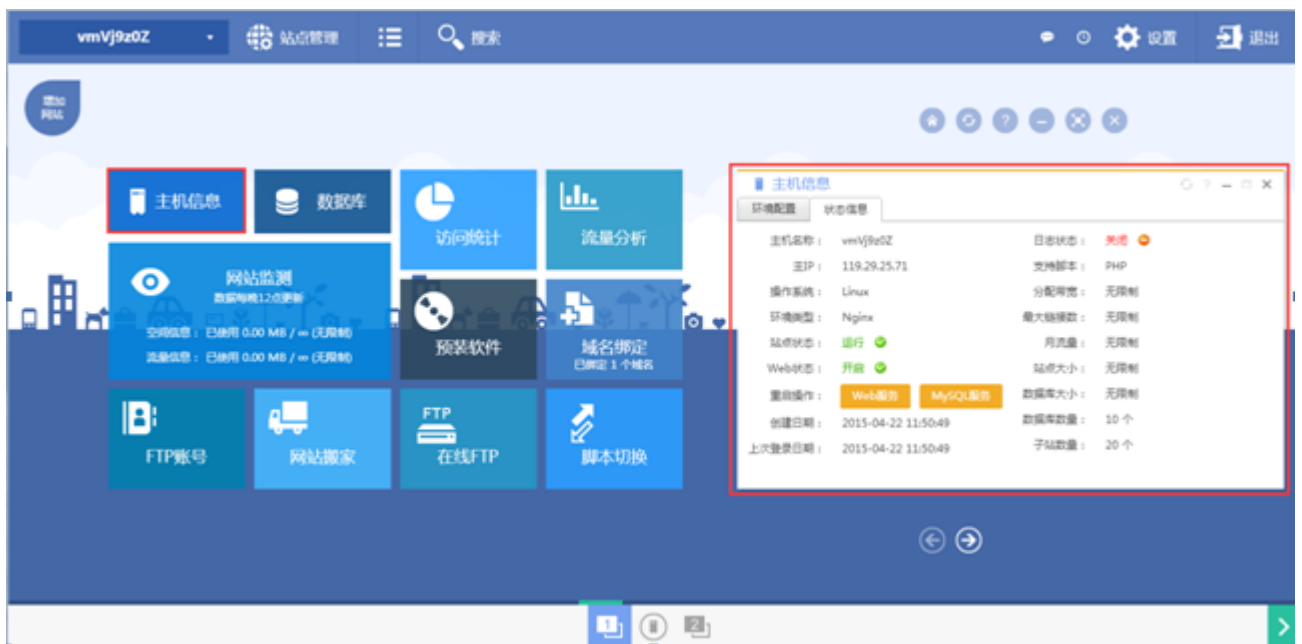 vmVj9z0Z 站点管理 搜索 设置 退出
增加
网站
主机信息
数据库
访问统计
流量分析
网站监测
数据每晚12点更新
空间信息： 已使用 0.00 MB / ∞ (无限制)
流量信息： 已使用 0.00 MB / ∞ (无限制)
预装软件
域名绑定
已绑定 1 个域名
FTP账号
网站搬家
FTP
在线FTP
脚本切换
主机信息
环境配置 状态信息
主机名称： vmVj9z0Z 日志状态： 关闭
主IP： 119.29.25.71 支持脚本： PHP
操作系统： Linux 分配带宽： 无限制
环境类型： Nginx 最大链接数： 无限制
站点状态： 运行 月流量： 无限制
Web状态： 开启 站点大小： 无限制
重启操作： Web服务 MySQL服务 数据库大小： 无限制
创建日期： 2015-04-22 11:50:49 数据库数量： 10 个
上次登录日期： 2015-04-22 11:50:49 子站数量： 20 个
1 2